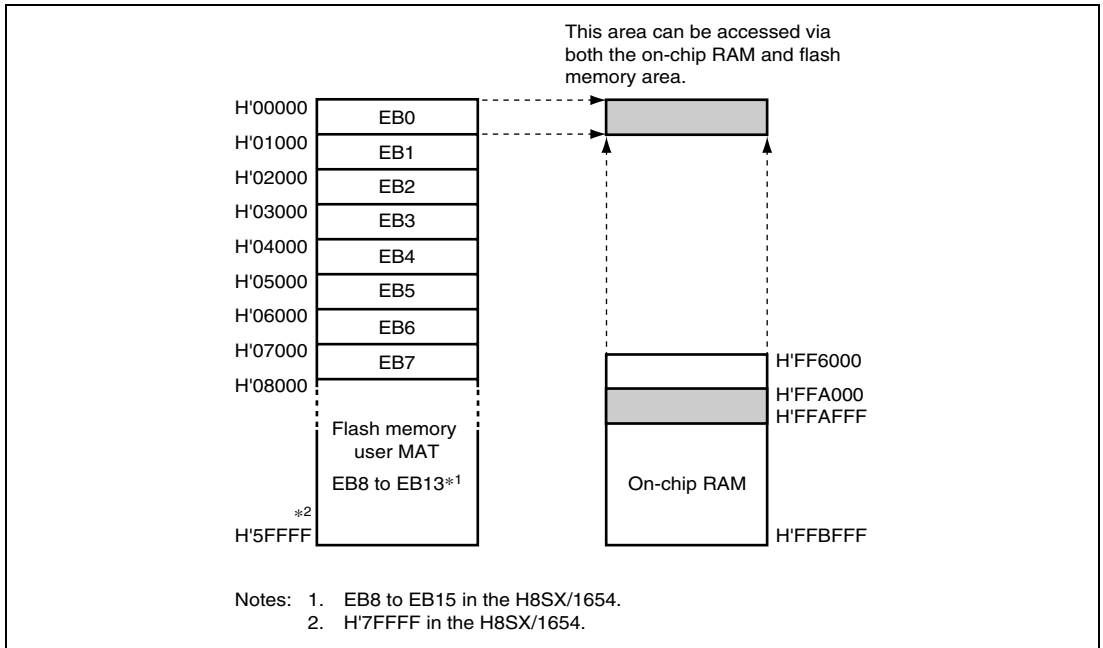 This area can be accessed via
both the on-chip RAM and flash
memory area.
H'00000
EB0
H'01000
EB1
H'02000
EB2
H'03000
EB3
H'04000
EB4
H'05000
EB5
H'06000
EB6
H'07000
EB7
H'08000
Flash memory
user MAT
EB8 to EB13*1
*2
H'5FFFF
H'FF6000
H'FFA000
H'FFAFFF
On-chip RAM
H'FFBFFF
Notes: 1. EB8 to EB15 in the H8SX/1654.
2. H'7FFFF in the H8SX/1654.